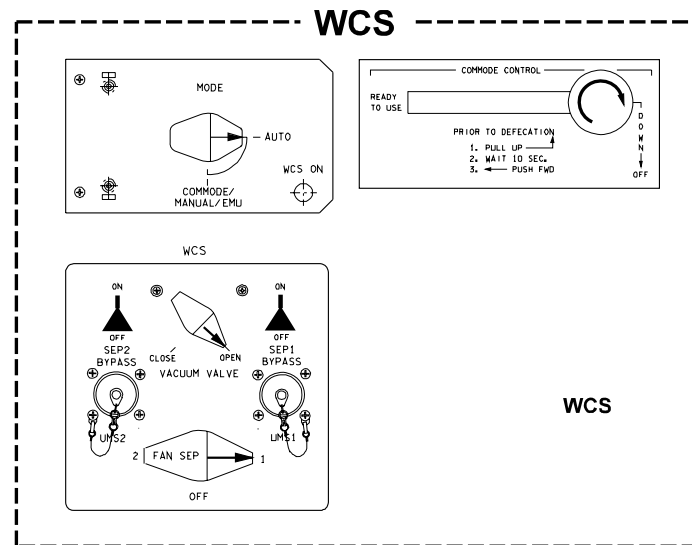 WCS
MODE
AUTO
WCS ON
COMMODE/
MANUAL/EMU
COMMODE CONTROL
READY
TO USE
PRIOR TO DEFECATION
1. PULL UP
2. WAIT 10 SEC.
3. PUSH FWD
DOWN
OFF
WCS
ON
OFF
SEP2
BYPASS
CLOSE
OPEN
VACUUM VALVE
ON
OFF
SEP1
BYPASS
UMS2
UMS1
2 FAN SEP 1
OFF
WCS